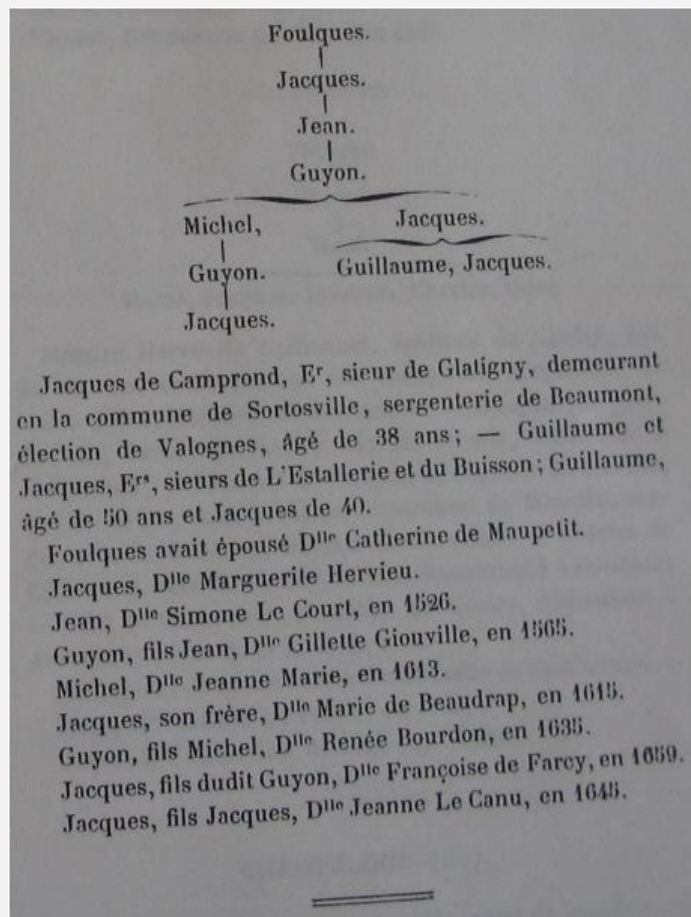 Foulques.
Jacques.
Jean.
Guyon.
Michel, Jacques.
Guyon. Guillaume, Jacques.
Jacques.
Jacques de Camprond, Eʳ, sieur de Glatigny, demeurant
en la commune de Sortosville, sergenterie de Beaumont,
élection de Valognes, âgé de 38 ans; — Guillaume et
Jacques, Eʳˢ, sieurs de L'Estallerie et du Buisson; Guillaume,
âgé de 50 ans et Jacques de 40.
Foulques avait épousé Dˡˡᵉ Catherine de Maupetit.
Jacques, Dˡˡᵉ Marguerite Hervieu.
Jean, Dˡˡᵉ Simone Le Court, en 1526.
Guyon, fils Jean, Dˡˡᵉ Gillette Giouville, en 1565.
Michel, Dˡˡᵉ Jeanne Marie, en 1613.
Jacques, son frère, Dˡˡᵉ Marie de Beaudrap, en 1615.
Guyon, fils Michel, Dˡˡᵉ Renée Bourdon, en 1635.
Jacques, fils dudit Guyon, Dˡˡᵉ Françoise de Farcy, en 1659.
Jacques, fils Jacques, Dˡˡᵉ Jeanne Le Canu, en 1645.